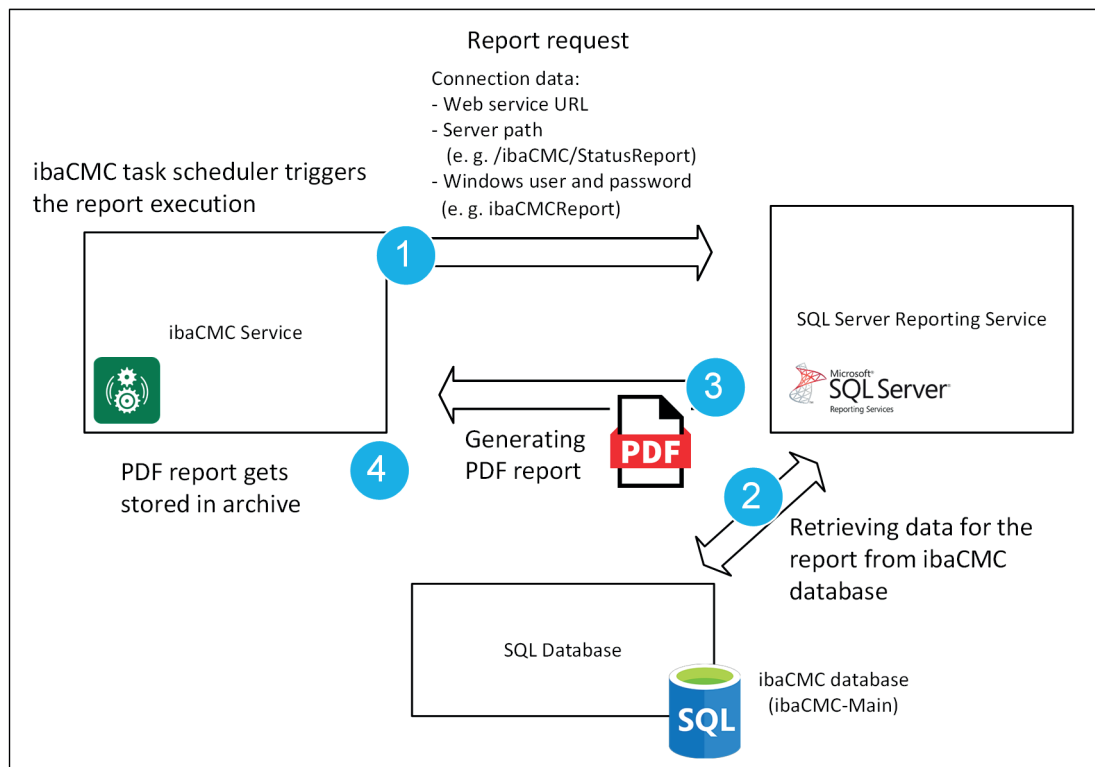 Report request
Connection data:
- Web service URL
- Server path
(e. g. /ibaCMC/StatusReport)
- Windows user and password
(e. g. ibaCMCReport)
ibaCMC task scheduler triggers
the report execution
1
ibaCMC Service
SQL Server Reporting Service
Microsoft®
SQL Server®
Reporting Services
3
Generating
PDF report
PDF
4
PDF report gets
stored in archive
2
Retrieving data for the
report from ibaCMC
database
SQL Database
SQL
ibaCMC database
(ibaCMC-Main)